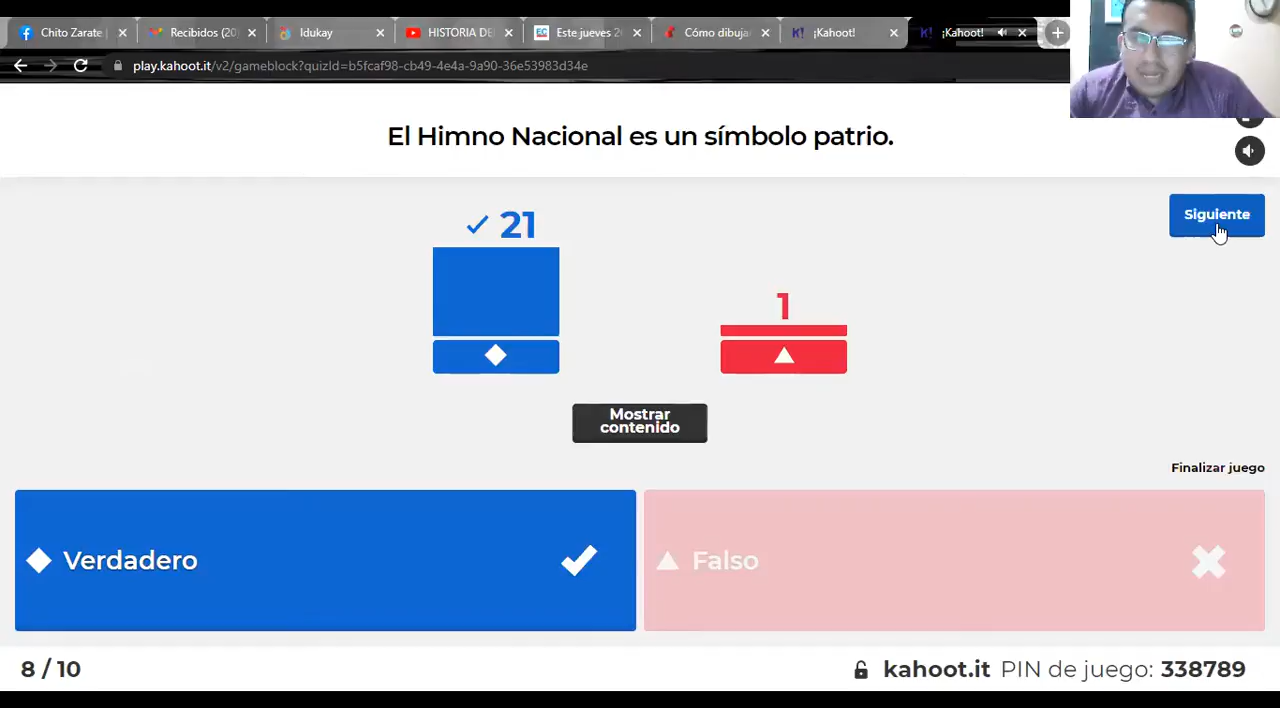 Chito Zarate |
Recibidos (20
Idukay
HISTORIA DE
Este jueves 2
Cómo dibuja
¡Kahoot!
¡Kahoot!
play.kahoot.it/v2/gameblock?quizId=b5fcaf98-cb49-4e4a-9a90-36e53983d34e
El Himno Nacional es un símbolo patrio.
Siguiente
21
1
Mostrar
contenido
Finalizar juego
Verdadero
Falso
8 / 10
kahoot.it PIN de juego: 338789